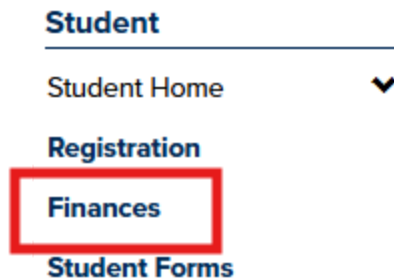 Student
Student Home
Registration
Finances
Student Forms